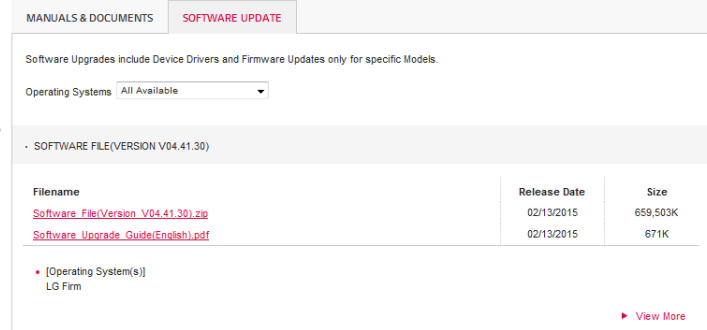 MANUALS & DOCUMENTS SOFTWARE UPDATE
Software Upgrades include Device Drivers and Firmware Updates only for specific Models.
Operating Systems All Available
· SOFTWARE FILE(VERSION V04.41.30)
Filename Release Date Size
Software_File(Version_V04.41.30).zip 02/13/2015 659,503K
Software_Upgrade_Guide(English).pdf 02/13/2015 671K
• [Operating System(s)]
LG Firm
View More